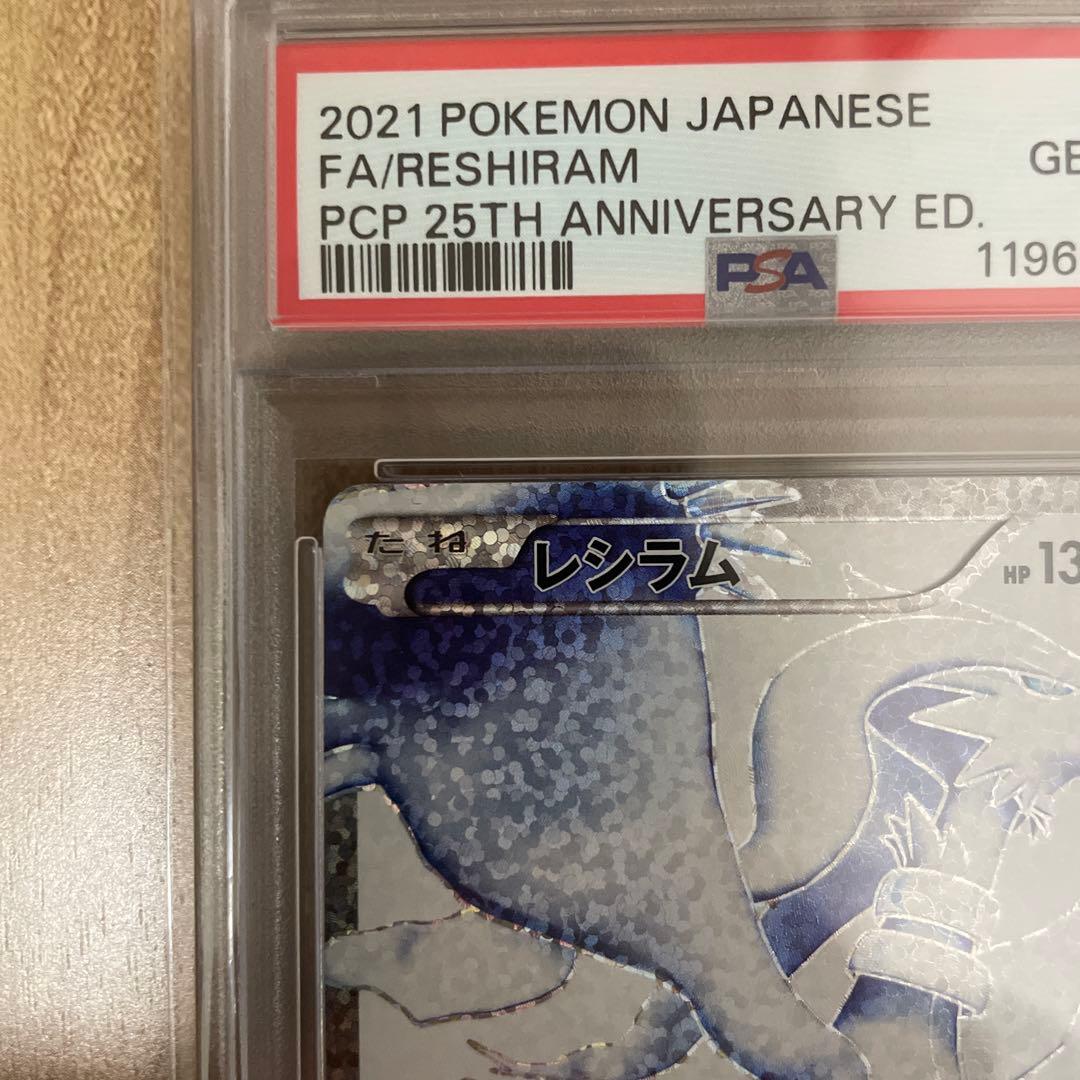 2021 POKEMON JAPANESE
FA/RESHIRAM
GE
PCP 25TH ANNIVERSARY ED.
PSA
1196
たね レシラム HP 13